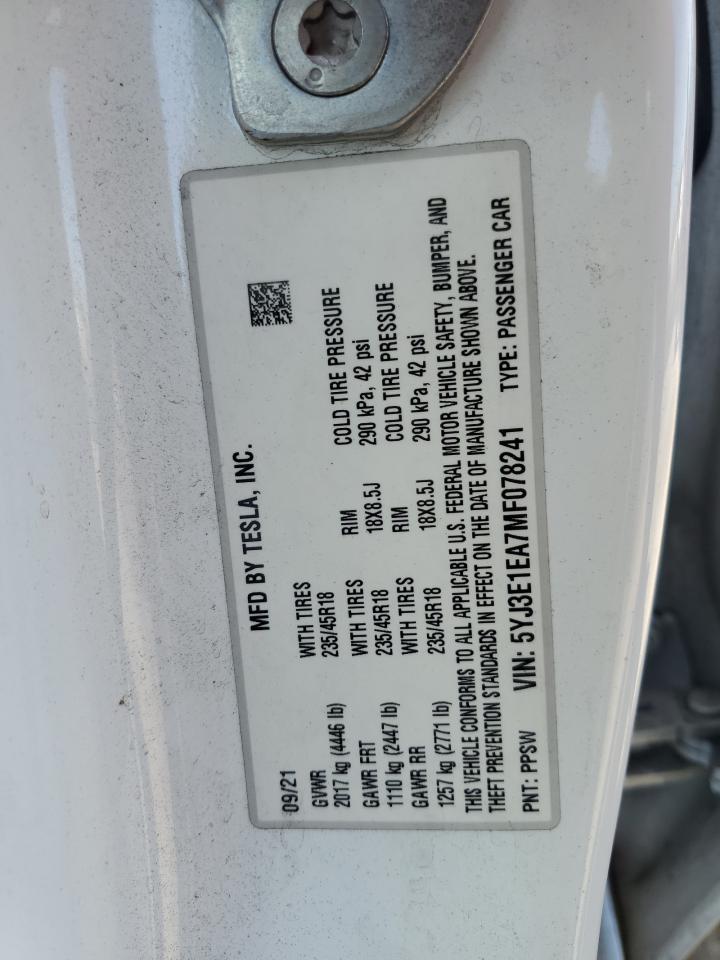 MFD BY TESLA, INC.
09/21
GVWR WITH TIRES
2017 kg (4446 lb) 235/45R18 COLD TIRE PRESSURE
GAWR FRT WITH TIRES RIM 290 kPa, 42 psi
1110 kg (2447 lb) 235/45R18 18X8.5J COLD TIRE PRESSURE
GAWR RR WITH TIRES RIM 290 kPa, 42 psi
1257 kg (2771 lb) 235/45R18 18X8.5J
THIS VEHICLE CONFORMS TO ALL APPLICABLE U.S. FEDERAL MOTOR VEHICLE SAFETY, BUMPER, AND
THEFT PREVENTION STANDARDS IN EFFECT ON THE DATE OF MANUFACTURE SHOWN ABOVE.
PNT: PPSW VIN: 5YJ3E1EA7MF078241 TYPE: PASSENGER CAR